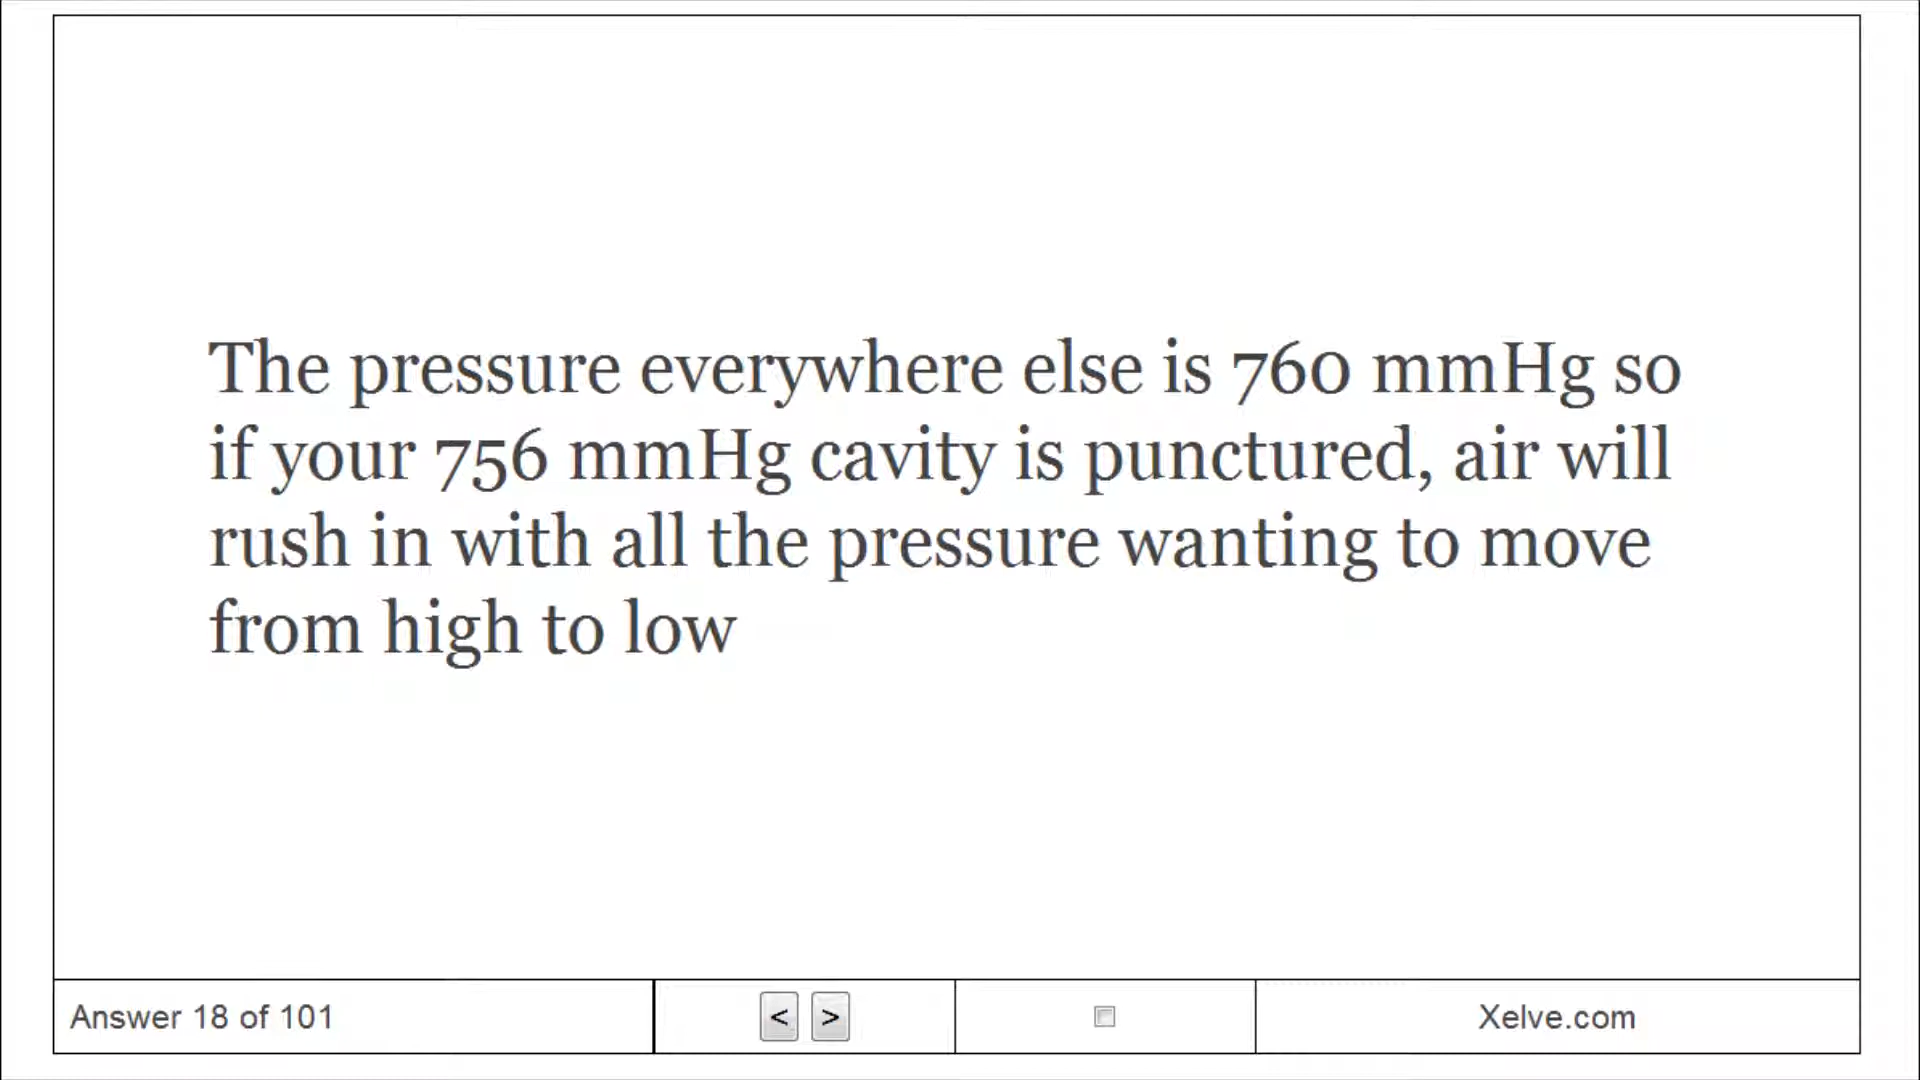 The pressure everywhere else is 760 mmHg so
if your 756 mmHg cavity is punctured, air will
rush in with all the pressure wanting to move
from high to low
Answer 18 of 101
< >
Xelve.com